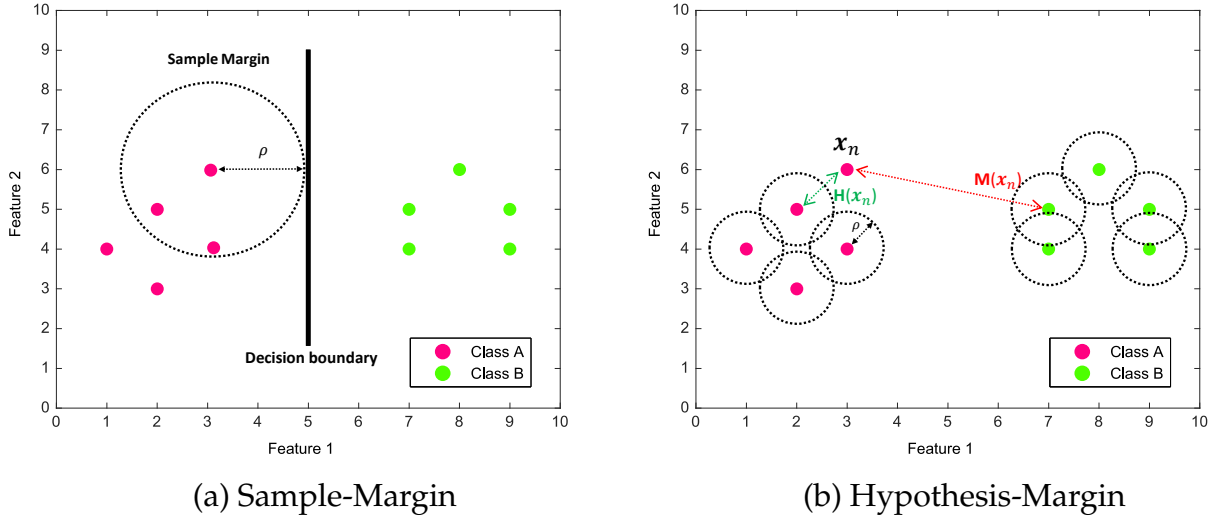 10
9
8
7
6
5
4
3
2
1
0
Feature 2
Sample Margin
ρ
Decision boundary
Class A
Class B
0 1 2 3 4 5 6 7 8 9 10
Feature 1
(a) Sample-Margin
10
9
8
7
6
5
4
3
2
1
0
Feature 2
xₙ
M(xₙ)
H(xₙ)
ρ
Class A
Class B
0 1 2 3 4 5 6 7 8 9 10
Feature 1
(b) Hypothesis-Margin